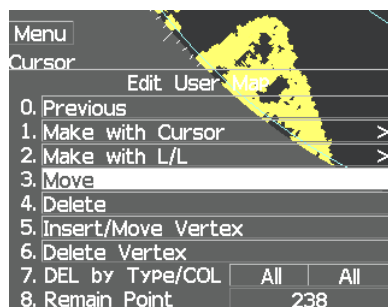 Menu
Cursor
Edit User Map
0. Previous
1. Make with Cursor >
2. Make with L/L >
3. Move
4. Delete
5. Insert/Move Vertex
6. Delete Vertex
7. DEL by Type/COL All All
8. Remain Point 238